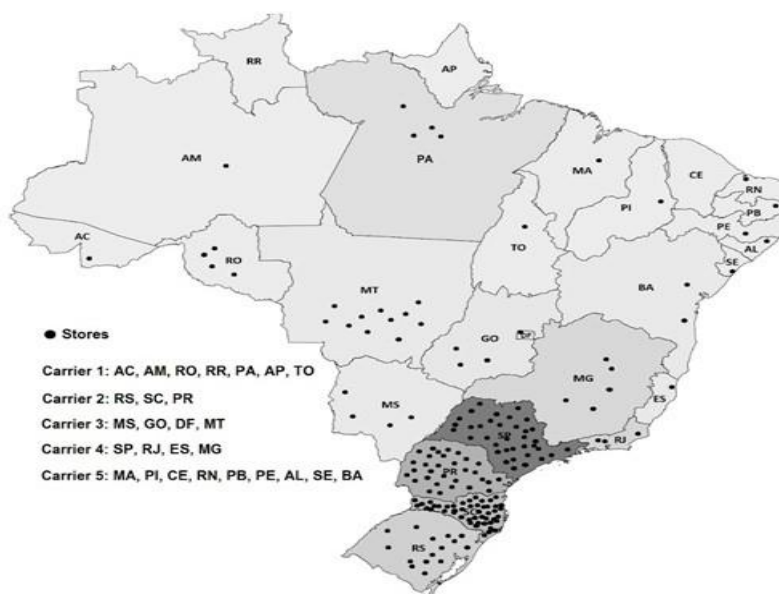 RR
AP
AM
PA
MA
CE
RN
PB
PI
PE
AL
SE
AC
RO
TO
BA
MT
GO
DF
MG
ES
MS
SP
RJ
PR
SC
RS
Stores
Carrier 1: AC, AM, RO, RR, PA, AP, TO
Carrier 2: RS, SC, PR
Carrier 3: MS, GO, DF, MT
Carrier 4: SP, RJ, ES, MG
Carrier 5: MA, PI, CE, RN, PB, PE, AL, SE, BA